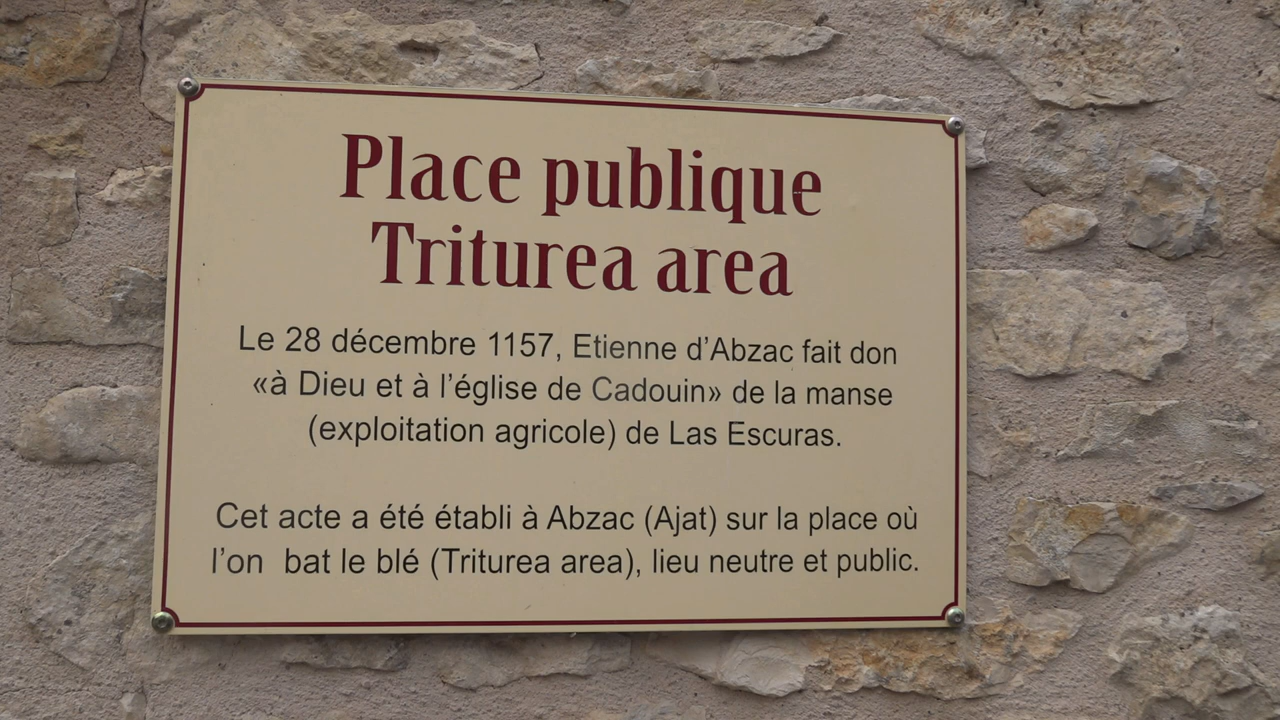 Place publique
Triturea area
Le 28 décembre 1157, Etienne d'Abzac fait don
«à Dieu et à l'église de Cadouin» de la manse
(exploitation agricole) de Las Escuras.
Cet acte a été établi à Abzac (Ajat) sur la place où
l'on  bat le blé (Triturea area), lieu neutre et public.